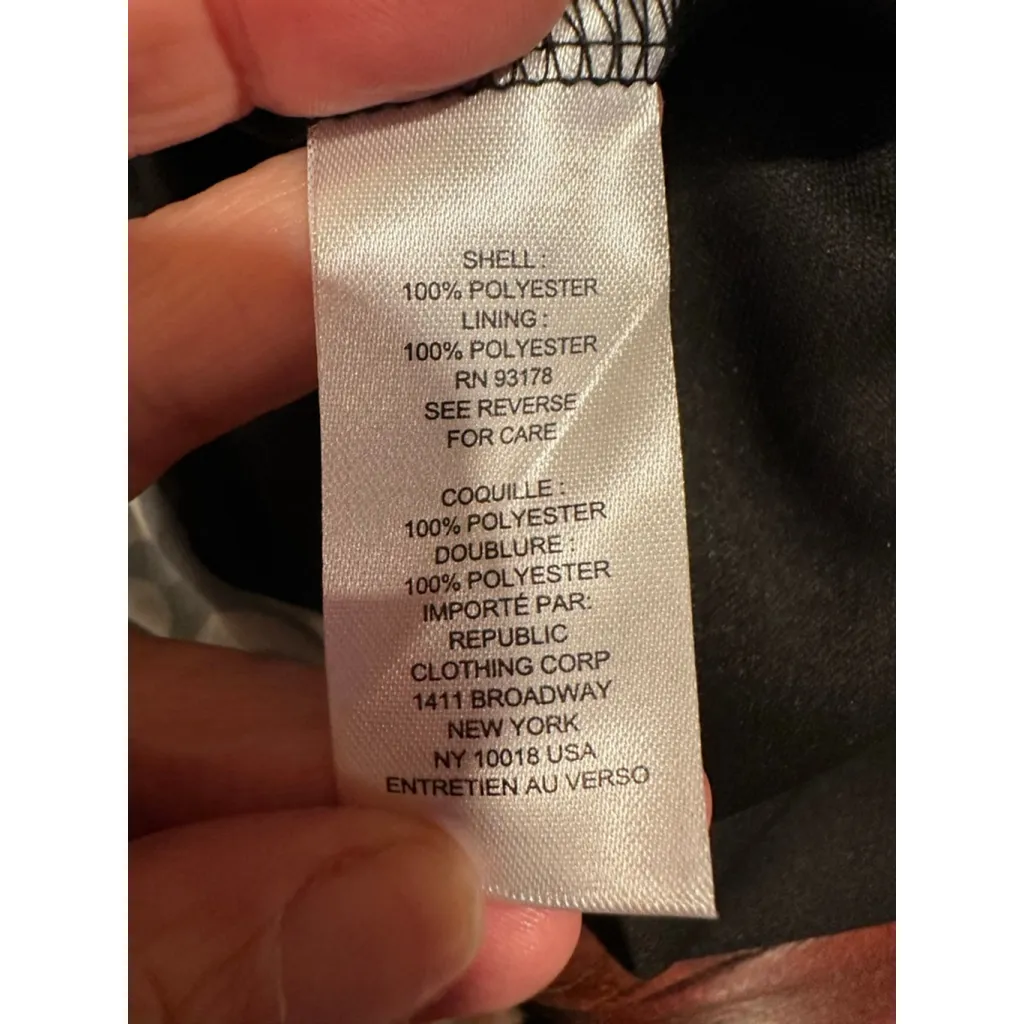 SHELL :
100% POLYESTER
LINING :
100% POLYESTER
RN 93178
SEE REVERSE
FOR CARE
COQUILLE :
100% POLYESTER
DOUBLURE :
100% POLYESTER
IMPORTÉ PAR:
REPUBLIC
CLOTHING CORP
1411 BROADWAY
NEW YORK
NY 10018 USA
ENTRETIEN AU VERSO